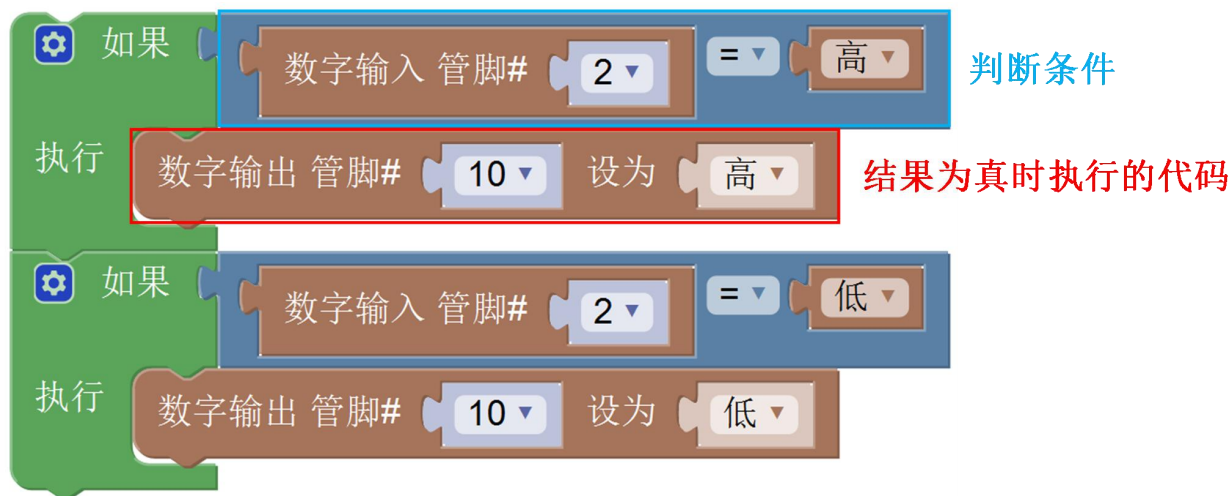 如果 数字输入 管脚# 2 = 高 判断条件
执行 数字输出 管脚# 10 设为 高 结果为真时执行的代码
如果 数字输入 管脚# 2 = 低
执行 数字输出 管脚# 10 设为 低